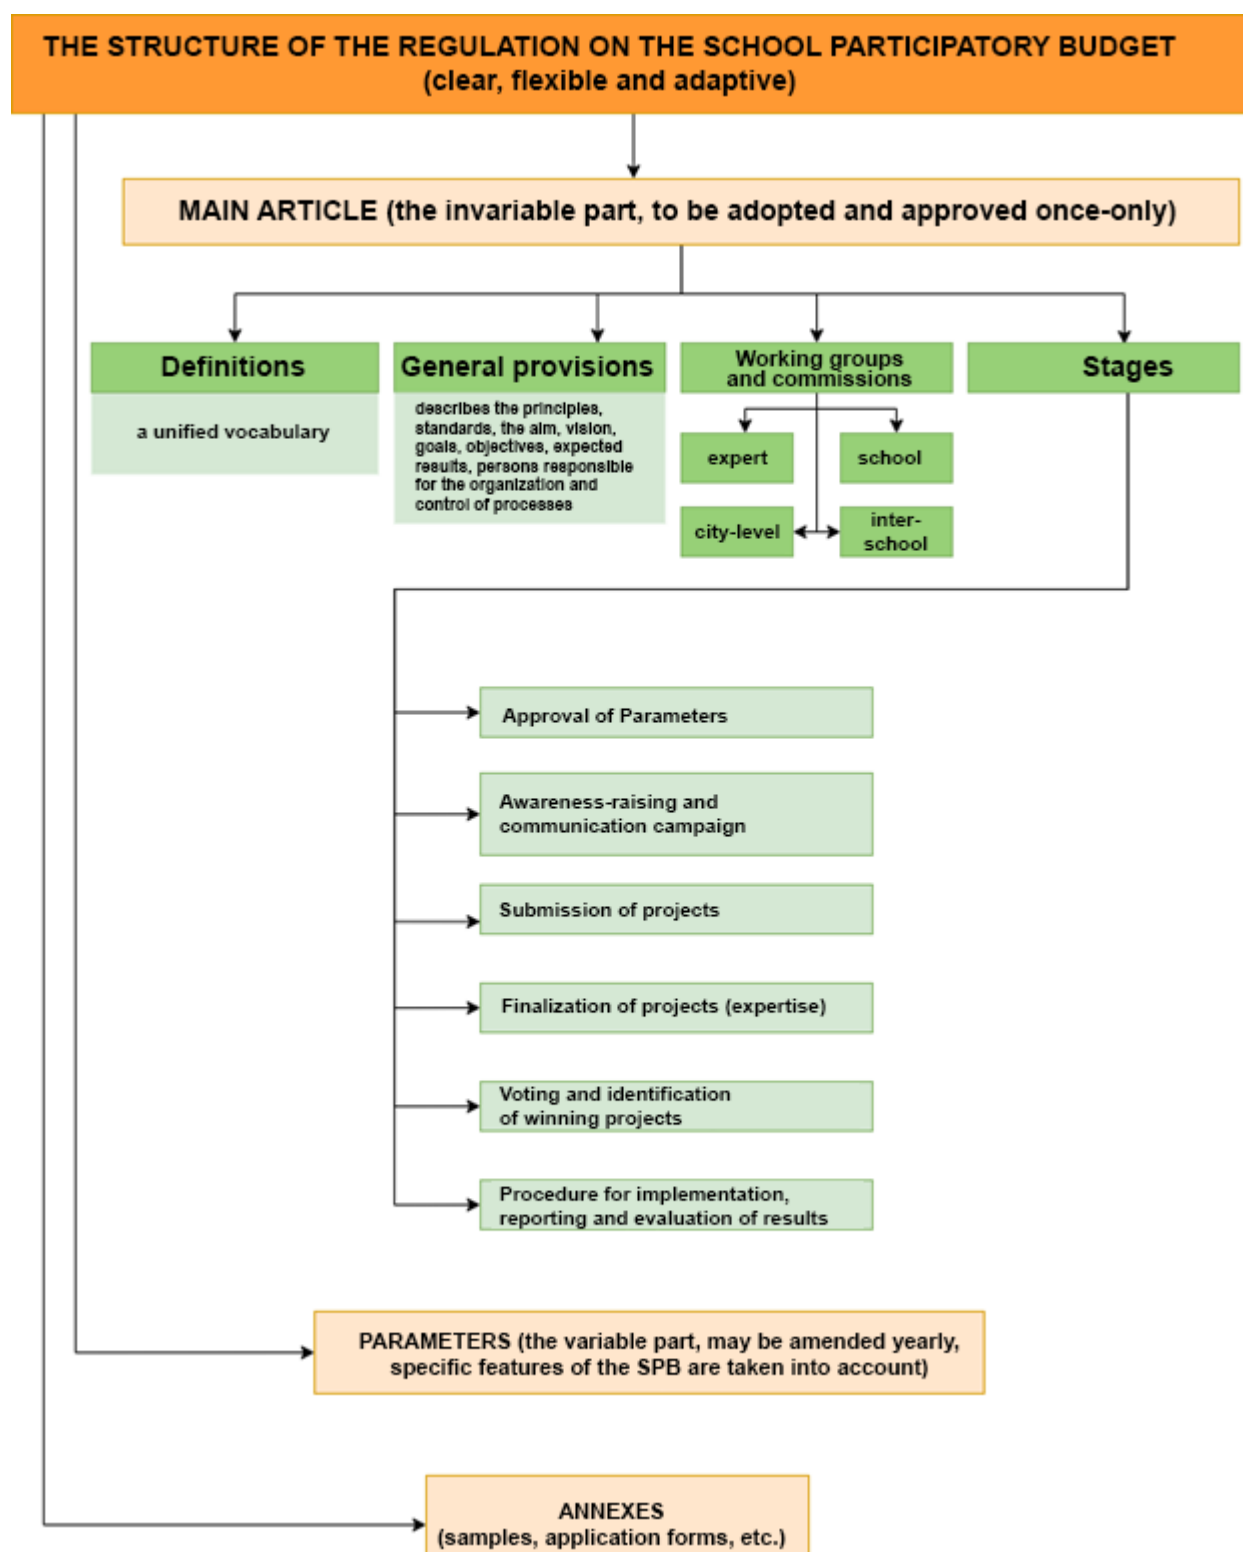 THE STRUCTURE OF THE REGULATION ON THE SCHOOL PARTICIPATORY BUDGET
(clear, flexible and adaptive)
MAIN ARTICLE (the invariable part, to be adopted and approved once-only)
Definitions
a unified vocabulary
General provisions
describes the principles,
standards, the aim, vision,
goals, objectives, expected
results, persons responsible
for the organization and
control of processes
Working groups
and commissions
expert
school
city-level
inter-
school
Stages
Approval of Parameters
Awareness-raising and
communication campaign
Submission of projects
Finalization of projects (expertise)
Voting and identification
of winning projects
Procedure for implementation,
reporting and evaluation of results
PARAMETERS (the variable part, may be amended yearly,
specific features of the SPB are taken into account)
ANNEXES
(samples, application forms, etc.)